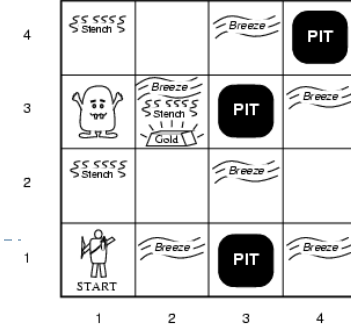 4 Stench Breeze PIT
3 Breeze PIT Breeze
Stench
Gold
2 Stench Breeze
1 Breeze PIT Breeze
START
1 2 3 4